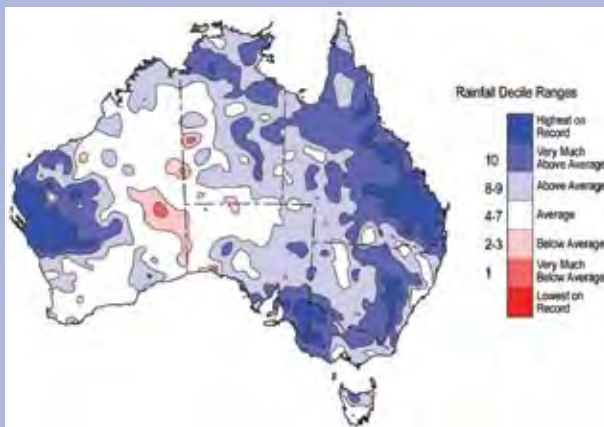 Rainfall Decile Ranges
Highest on
Record
10
Very Much
Above Average
8-9
Above Average
4-7
Average
2-3
Below Average
1
Very Much
Below Average
Lowest on
Record